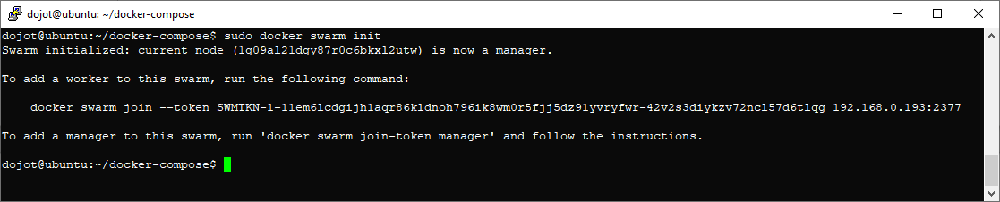 dojot@ubuntu: ~/docker-compose
dojot@ubuntu:~/docker-compose$ sudo docker swarm init
Swarm initialized: current node (1g09al21dgy87r0c6bkxl2utw) is now a manager.
To add a worker to this swarm, run the following command:
docker swarm join --token SWMTKN-1-11em6lcdgijh1aqr86kldnoh796ik8wm0r5fjj5dz91yvryfwr-42v2s3diykzv72ncl57d6tlqg 192.168.0.193:2377
To add a manager to this swarm, run 'docker swarm join-token manager' and follow the instructions.
dojot@ubuntu:~/docker-compose$